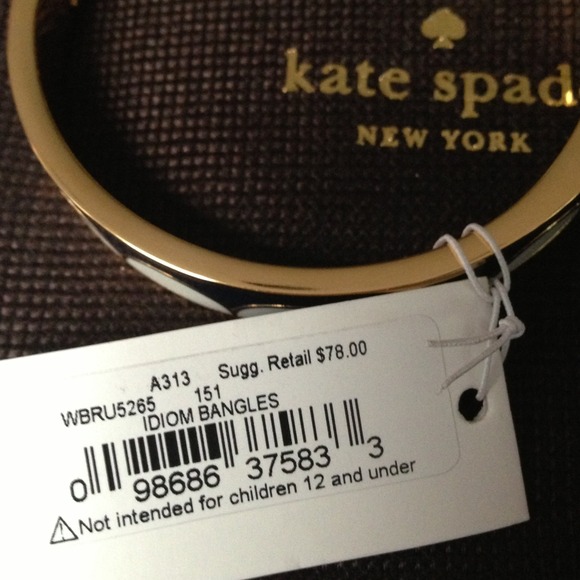 kate spad
NEW YORK
A313 Sugg. Retail $78.00
WBRU5265 151
IDIOM BANGLES
0 98686 37583 3
⚠Not intended for children 12 and under